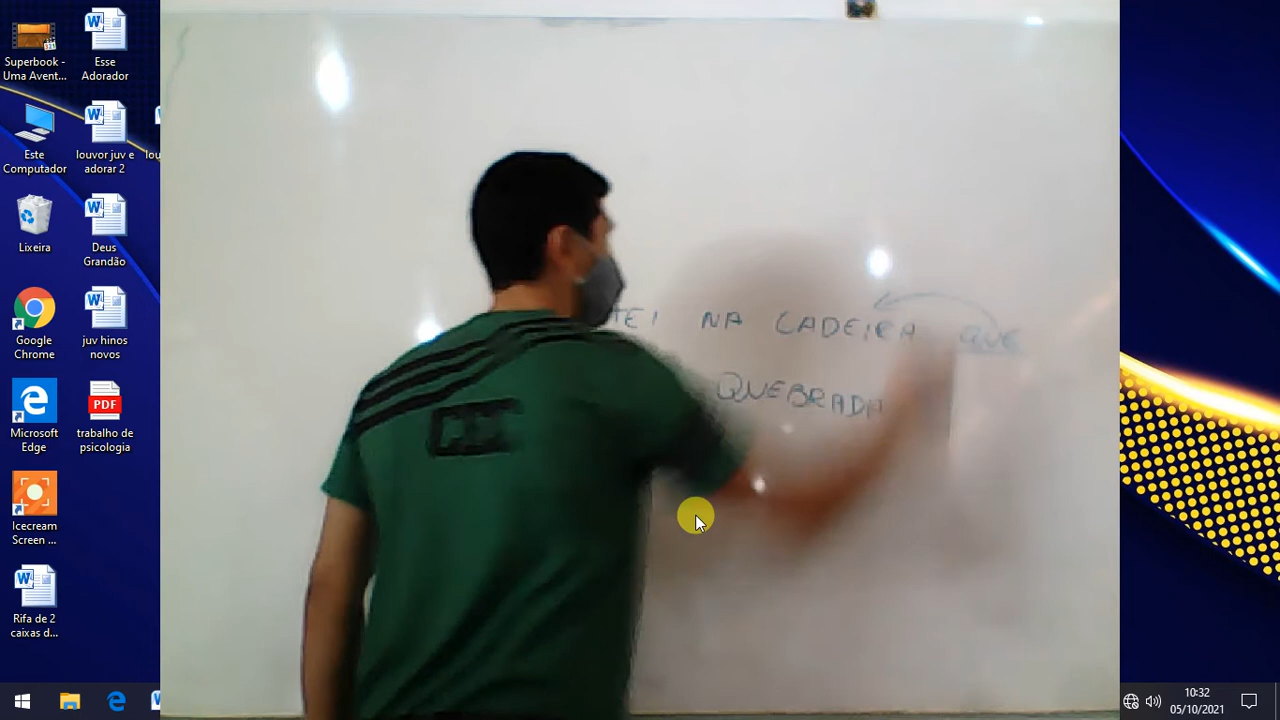 Superbook -
Uma Avent...
Esse
Adorador
Este
Computador
louvor juv e
adorar 2
lou
Lixeira
Deus
Grandão
Google
Chrome
juv hinos
novos
Microsoft
Edge
PDF
trabalho de
psicologia
Icecream
Screen ...
Rifa de 2
caixas d...
NA CADEIRA QUE
QUEBRADA
10:32
05/10/2021